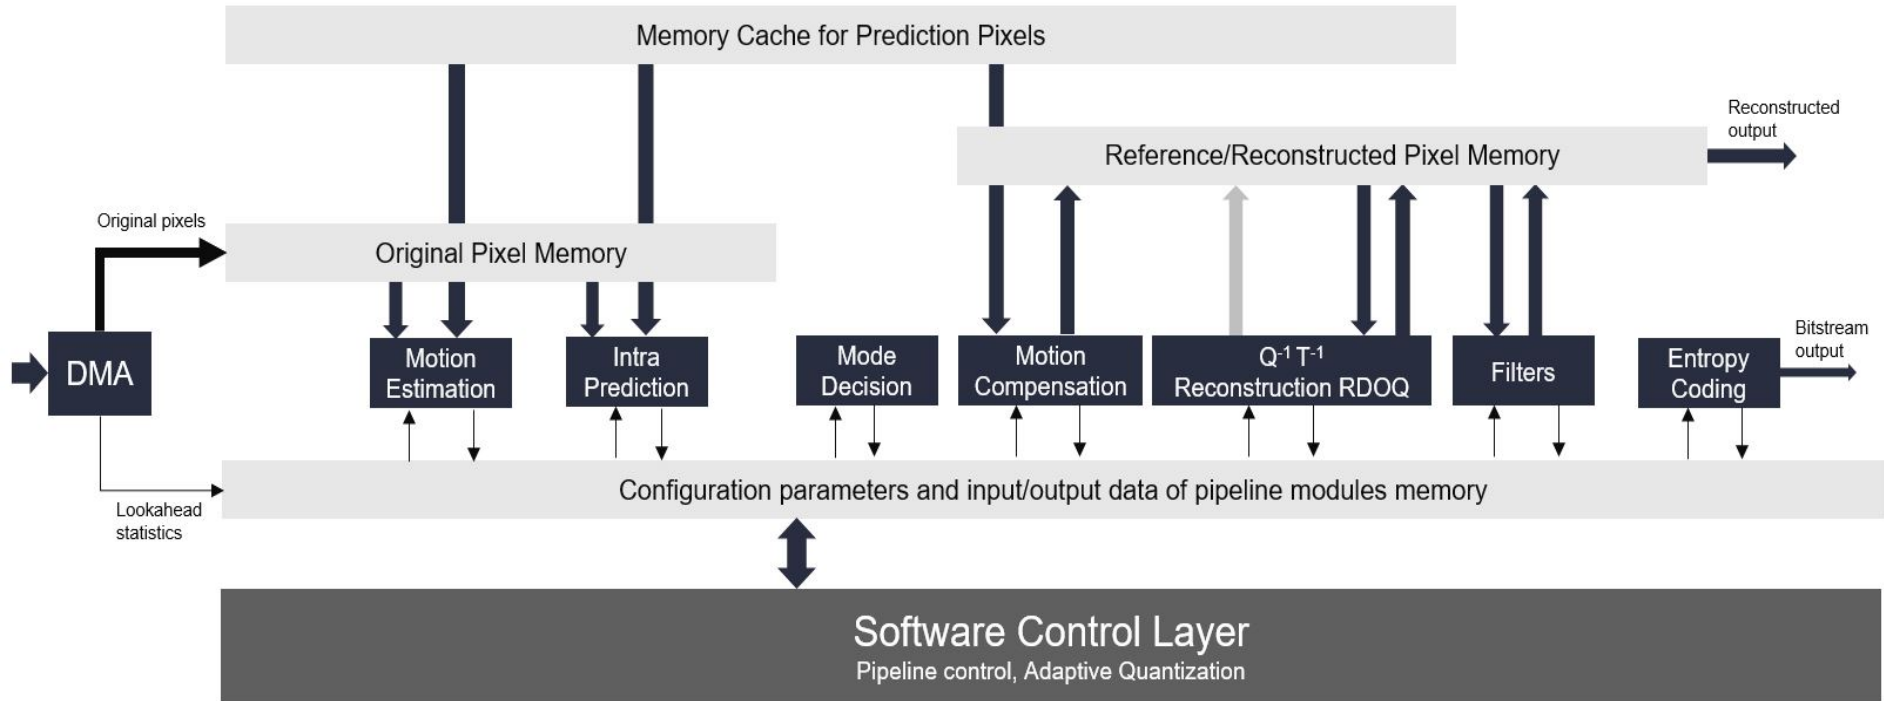 Memory Cache for Prediction Pixels
Reconstructed
output
Reference/Reconstructed Pixel Memory
Original pixels
Original Pixel Memory
DMA
Motion
Estimation
Intra
Prediction
Mode
Decision
Motion
Compensation
Q⁻¹ T⁻¹
Reconstruction RDOQ
Filters
Entropy
Coding
Bitstream
output
Lookahead
statistics
Configuration parameters and input/output data of pipeline modules memory
Software Control Layer
Pipeline control, Adaptive Quantization